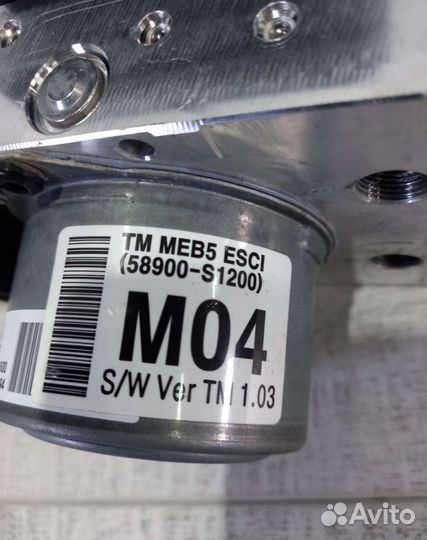 TM MEB5 ESCI
(58900-S1200)
M04
S/W Ver TM 1.03
Avito